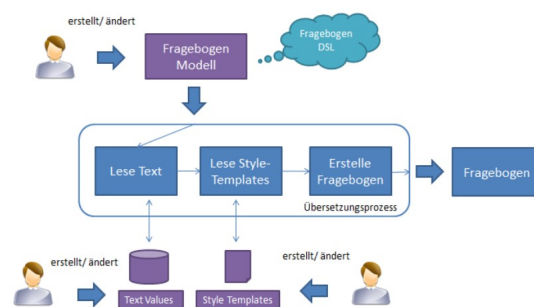 erstellt/ ändert
Fragebogen
Modell
Fragebogen
DSL
Lese Text
Lese Style-
Templates
Erstelle
Fragebogen
Fragebogen
Übersetzungsprozess
erstellt/ ändert
erstellt/ ändert
Text Values
Style Templates